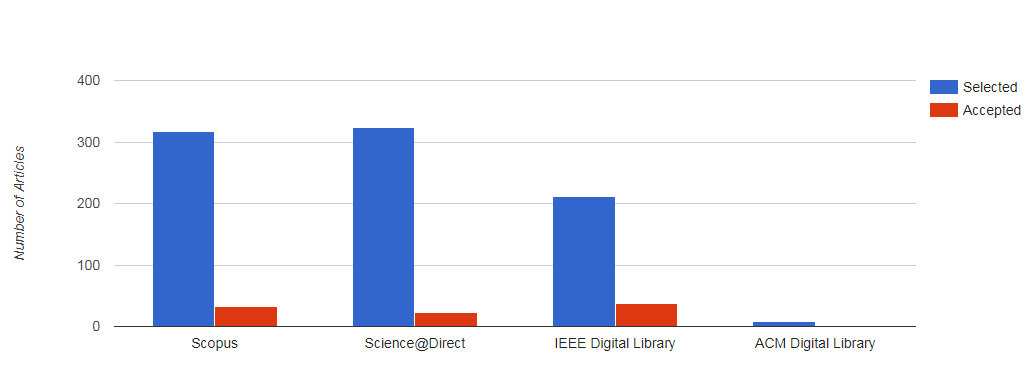 Number of Articles
400
300
200
100
0
Scopus
Science@Direct
IEEE Digital Library
ACM Digital Library
Selected
Accepted